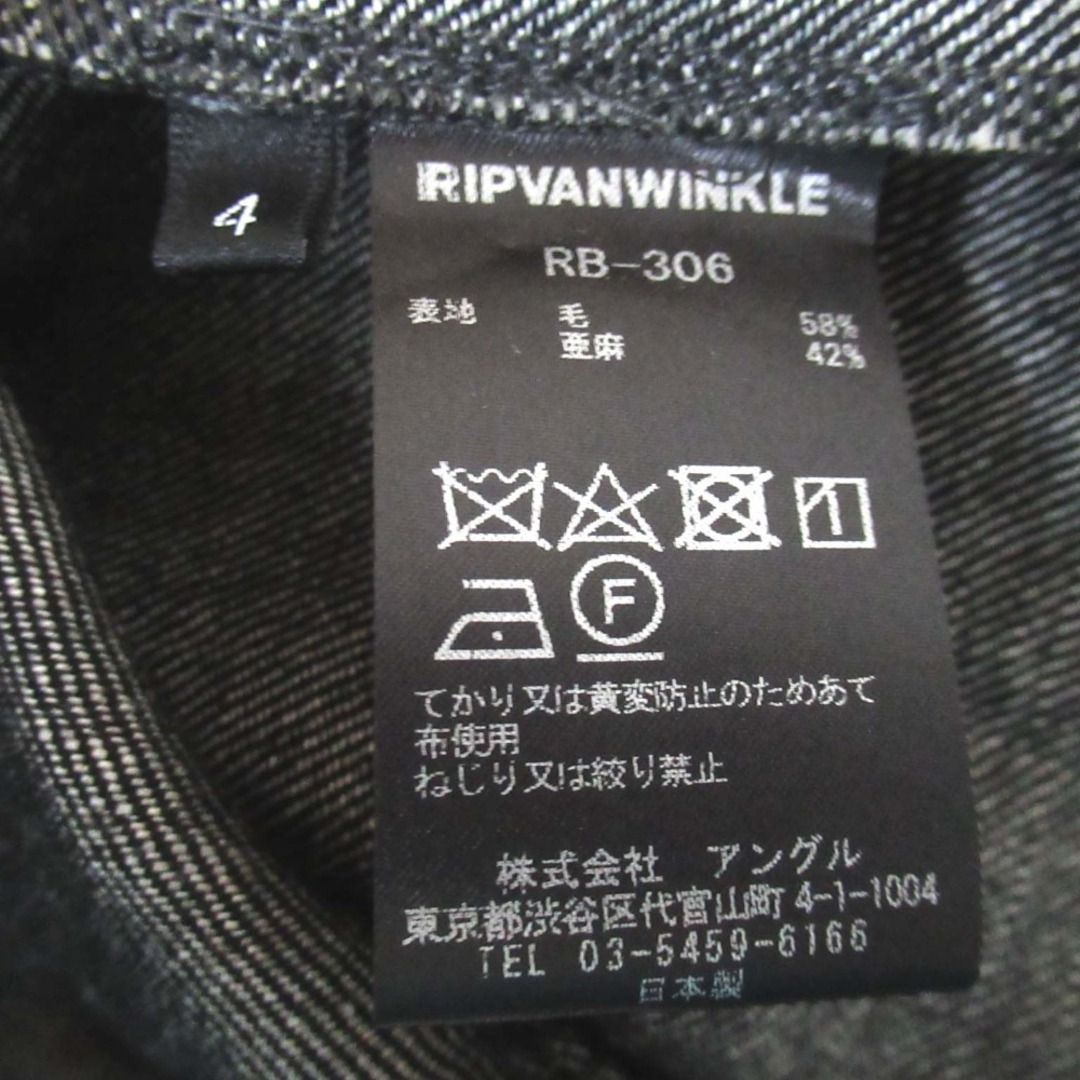 4
RIPVANWINKLE
RB-306
表地 毛 58%
亜麻 42%
F
てかり又は黄変防止のためあて
布使用
ねじり又は絞り禁止
株式会社 アングル
東京都渋谷区代官山町4-1-1004
TEL 03-5459-6166
日本製